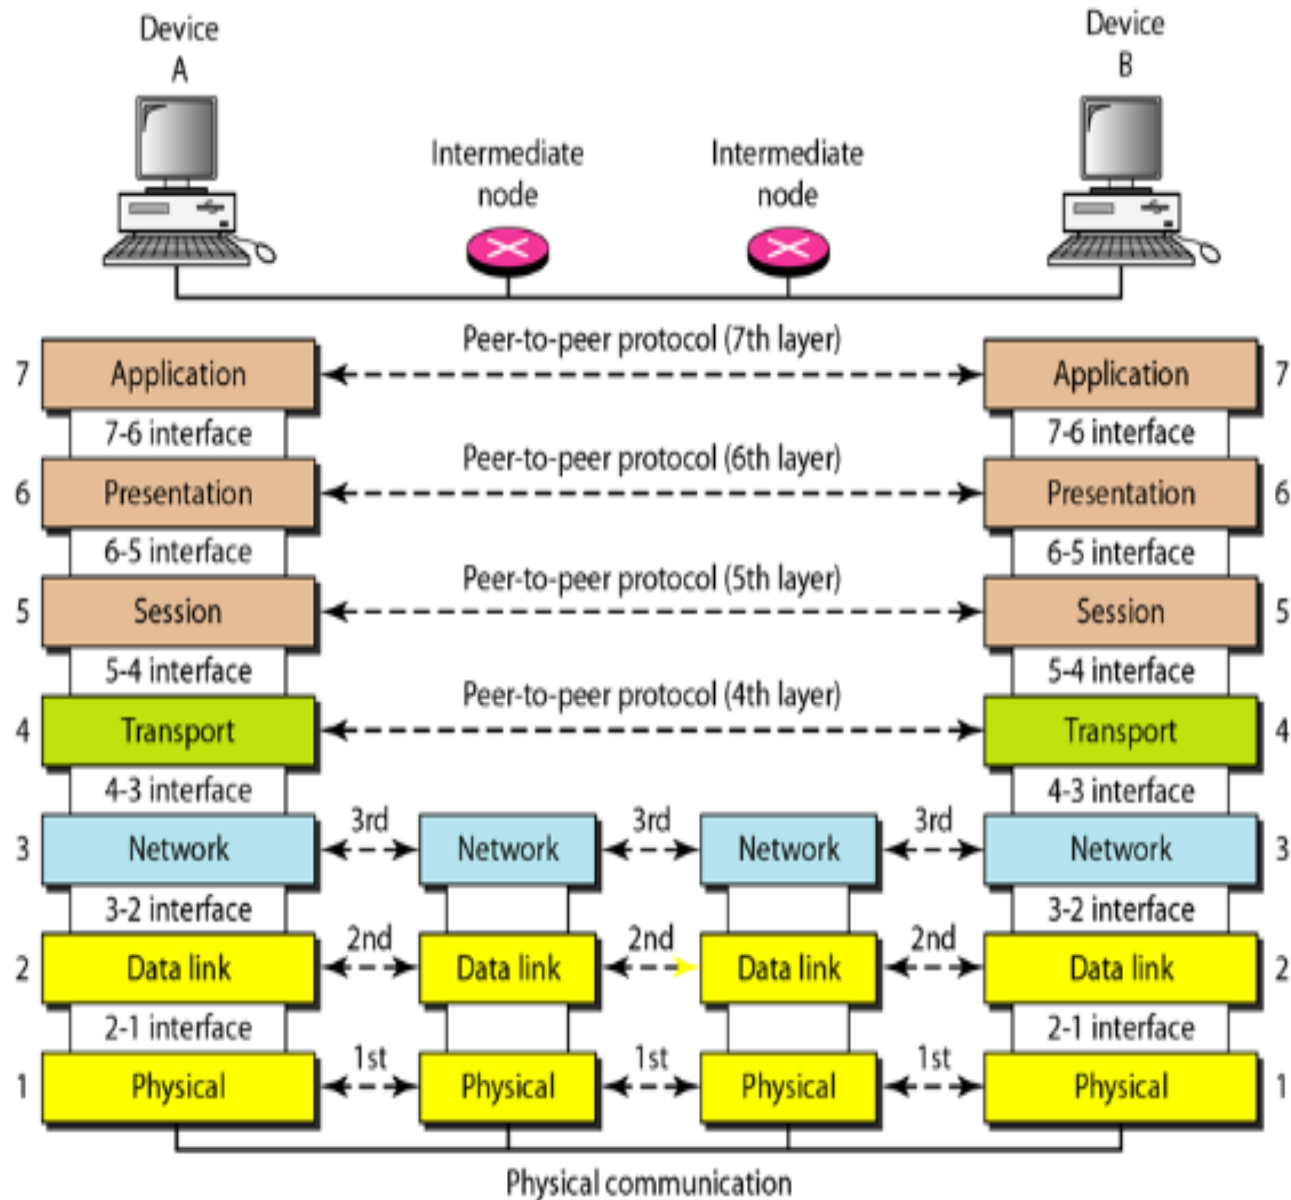 Device
A
Device
B
Intermediate
node
Intermediate
node
Peer-to-peer protocol (7th layer)
7 Application Application 7
7-6 interface 7-6 interface
Peer-to-peer protocol (6th layer)
6 Presentation Presentation 6
6-5 interface 6-5 interface
Peer-to-peer protocol (5th layer)
5 Session Session 5
5-4 interface 5-4 interface
Peer-to-peer protocol (4th layer)
4 Transport Transport 4
4-3 interface 4-3 interface
3rd 3rd 3rd
3 Network Network Network Network 3
3-2 interface 3-2 interface
2nd 2nd 2nd
2 Data link Data link Data link Data link 2
2-1 interface 2-1 interface
1st 1st 1st
1 Physical Physical Physical Physical 1
Physical communication